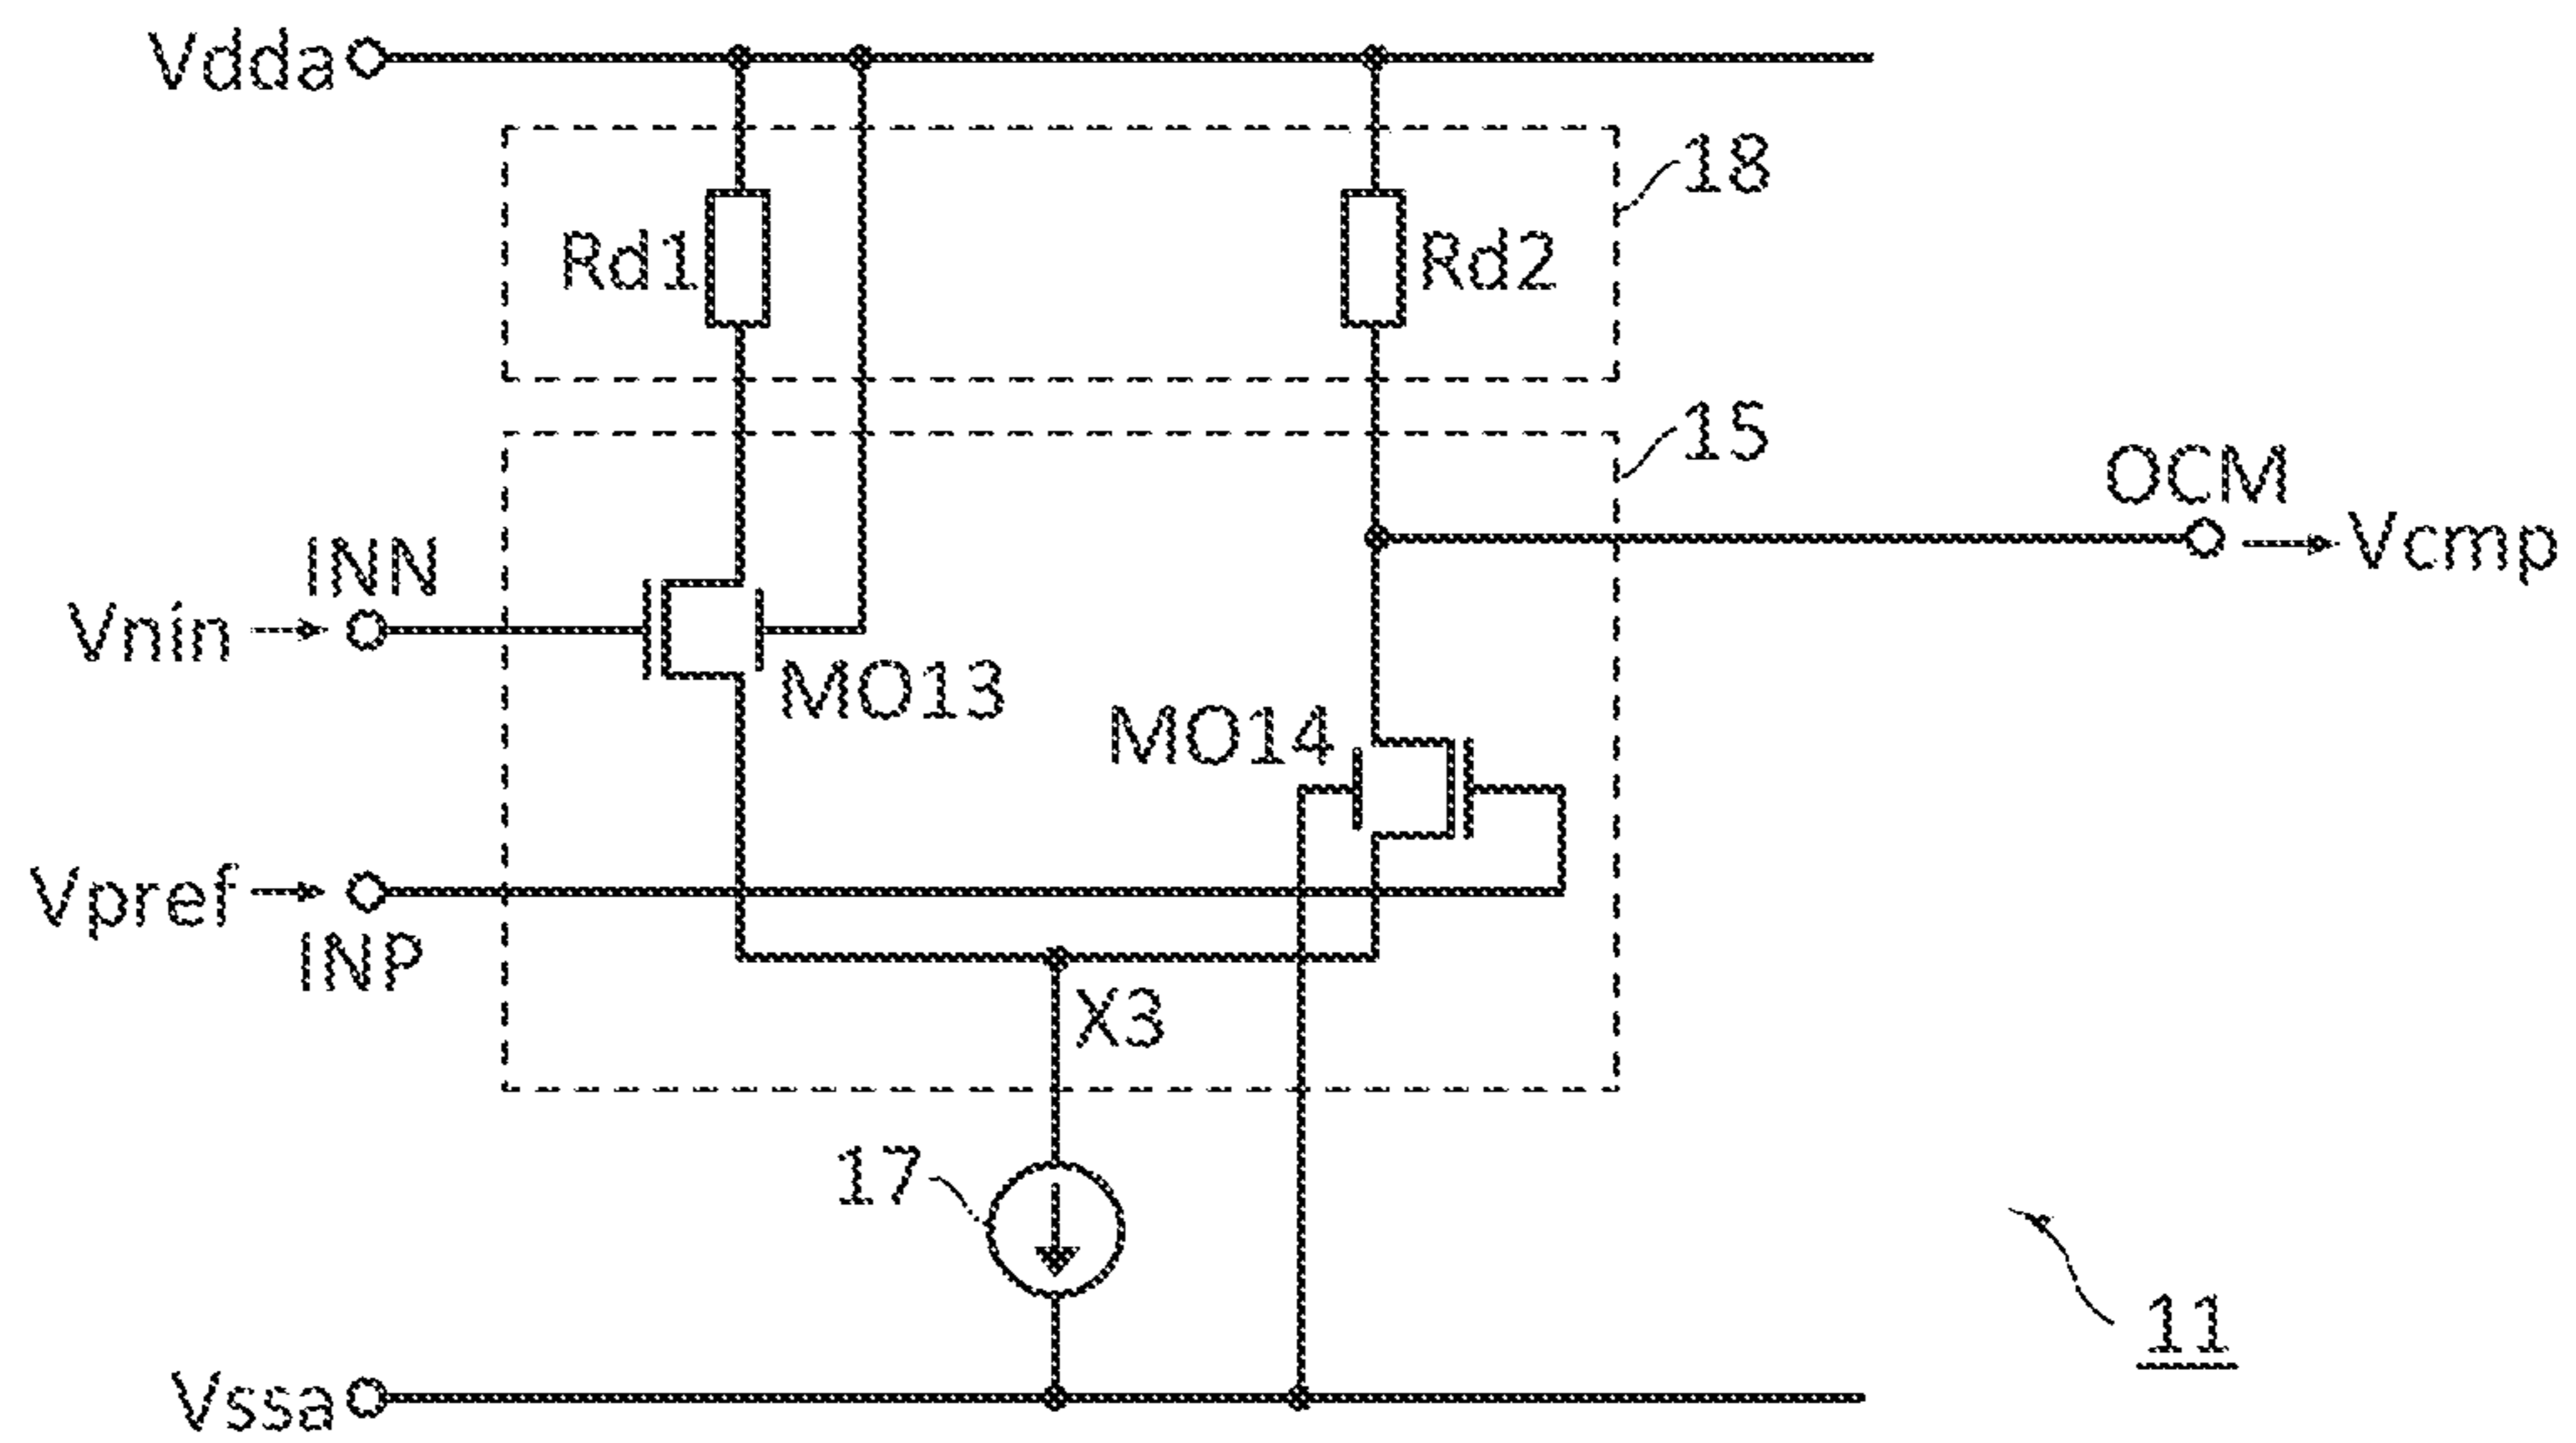 Vdda
18
Rd1
Rd2
15
OCM
Vcmp
INN
Vnin
MO13
MO14
Vpref
INP
X3
17
11
Vssa